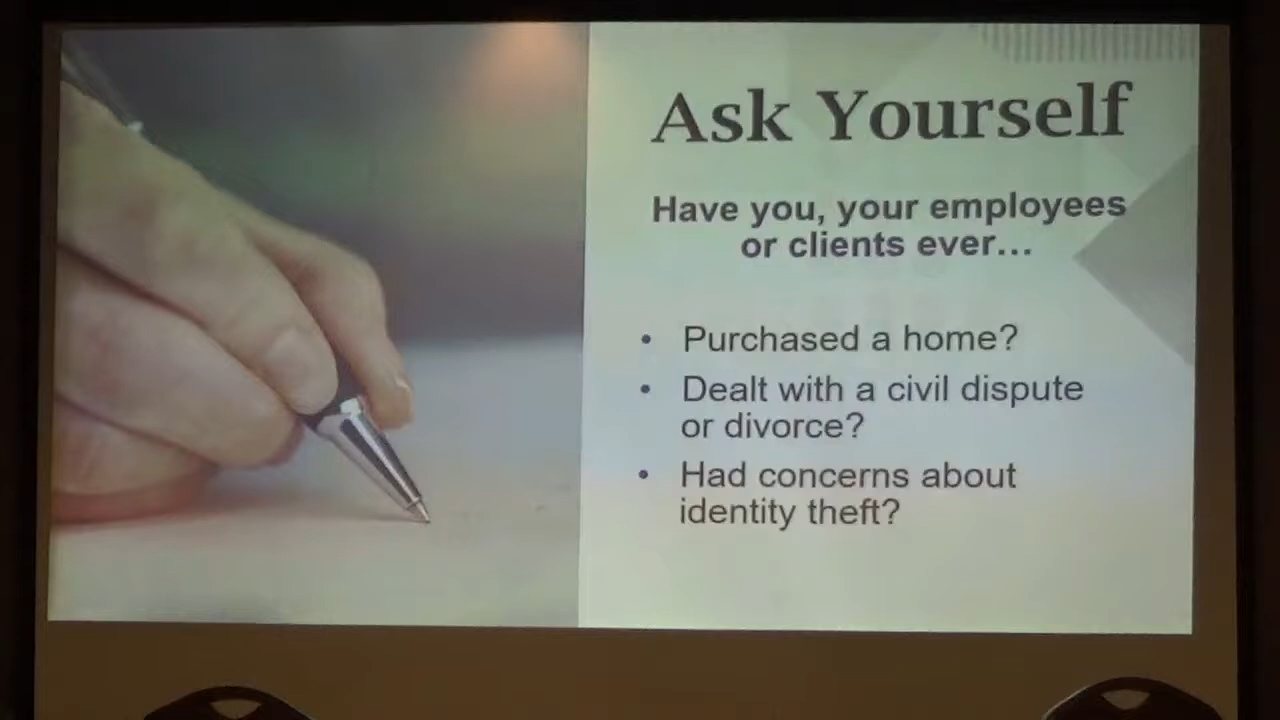 Ask Yourself
Have you, your employees
or clients ever...
• Purchased a home?
• Dealt with a civil dispute
or divorce?
• Had concerns about
identity theft?